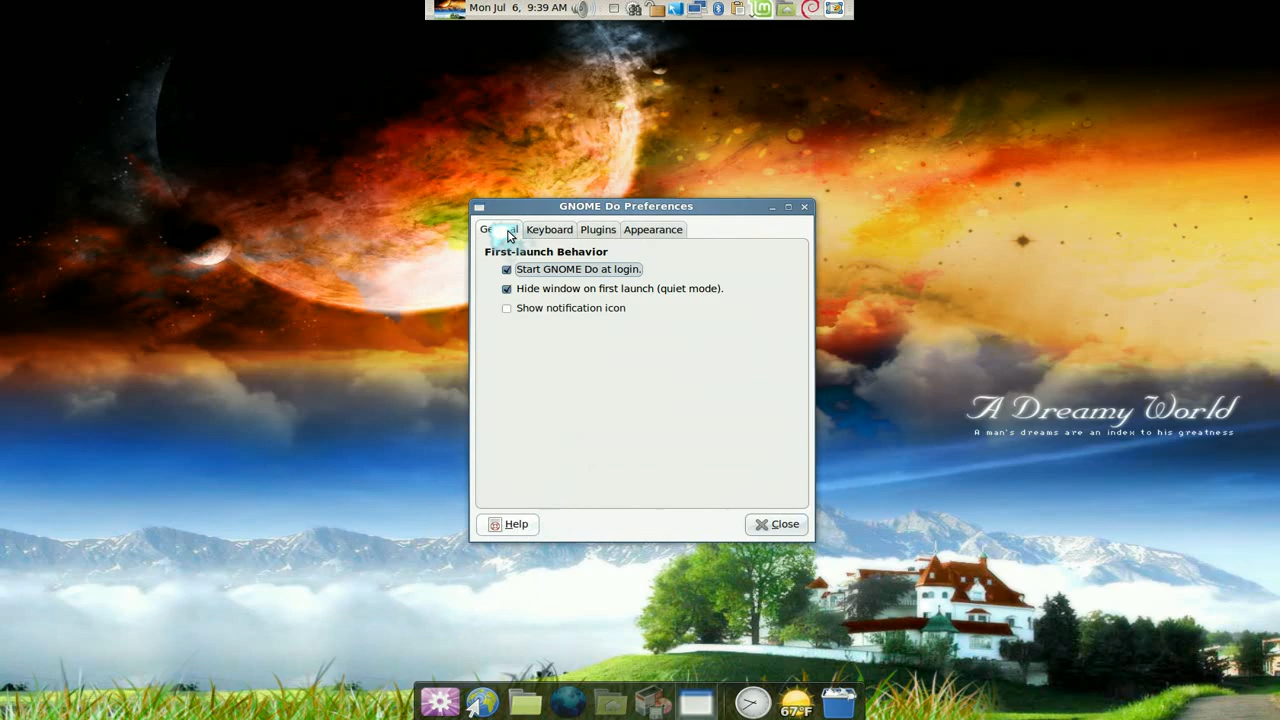 Mon Jul 6, 9:39 AM
GNOME Do Preferences
Keyboard Plugins Appearance
First-launch Behavior
Start GNOME Do at login.
Hide window on first launch (quiet mode).
Show notification icon
A Dreamy World
A man's dreams are an index to his greatness
Help Close
67°F